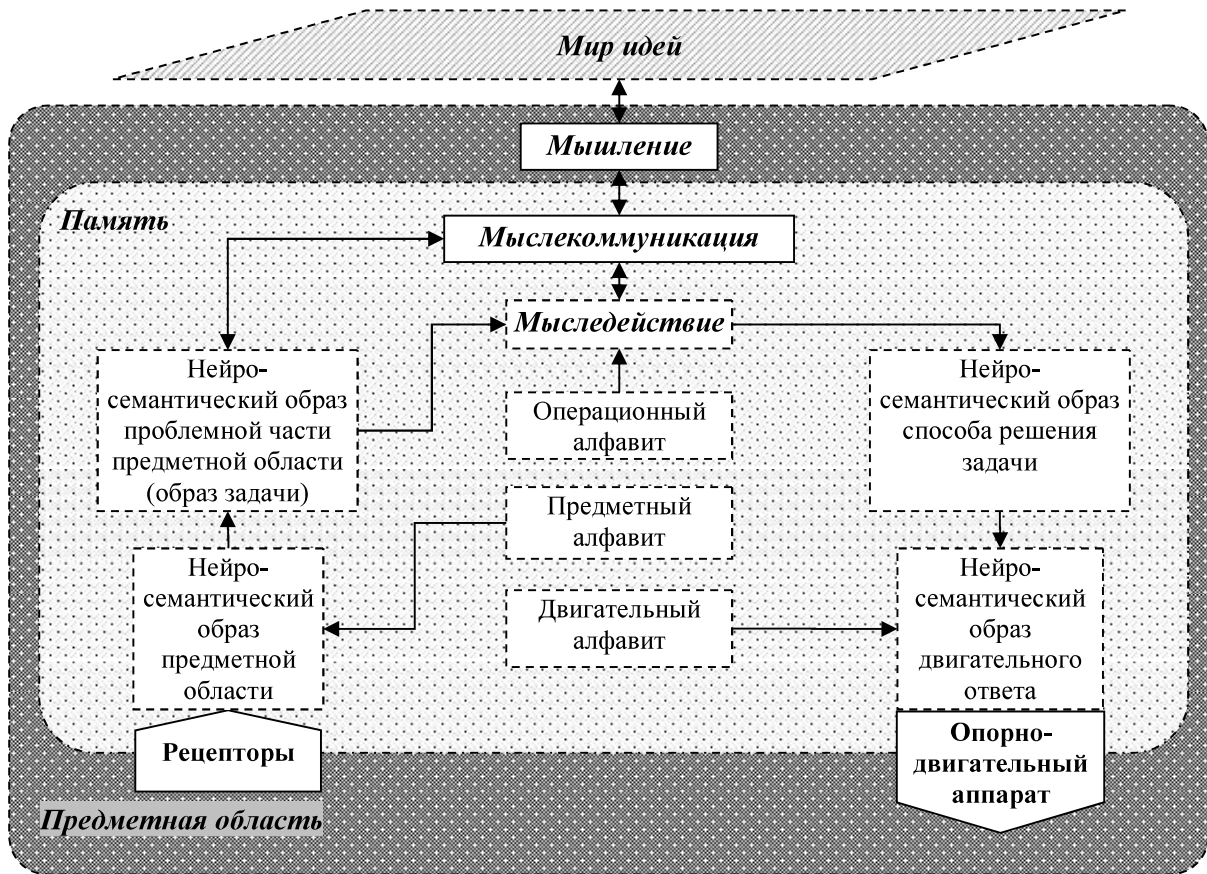 Мир идей
Мышление
Память
Мыслекоммуникация
Мыследействие
Нейро-
семантический образ
проблемной части
предметной области
(образ задачи)
Операционный
алфавит
Нейро-
семантический образ
способа решения
задачи
Предметный
алфавит
Нейро-
семантический
образ
предметной
области
Двигательный
алфавит
Нейро-
семантический
образ
двигательного
ответа
Рецепторы
Опорно-
двигательный
аппарат
Предметная область